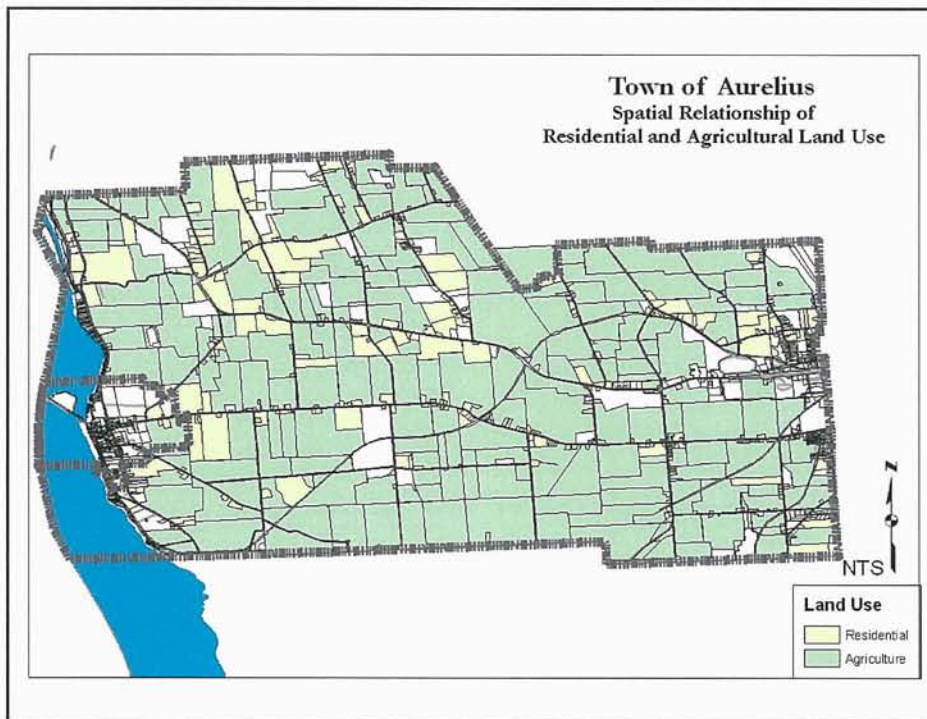 Town of Aurelius
Spatial Relationship of
Residential and Agricultural Land Use
N
NTS
Land Use
Residential
Agriculture